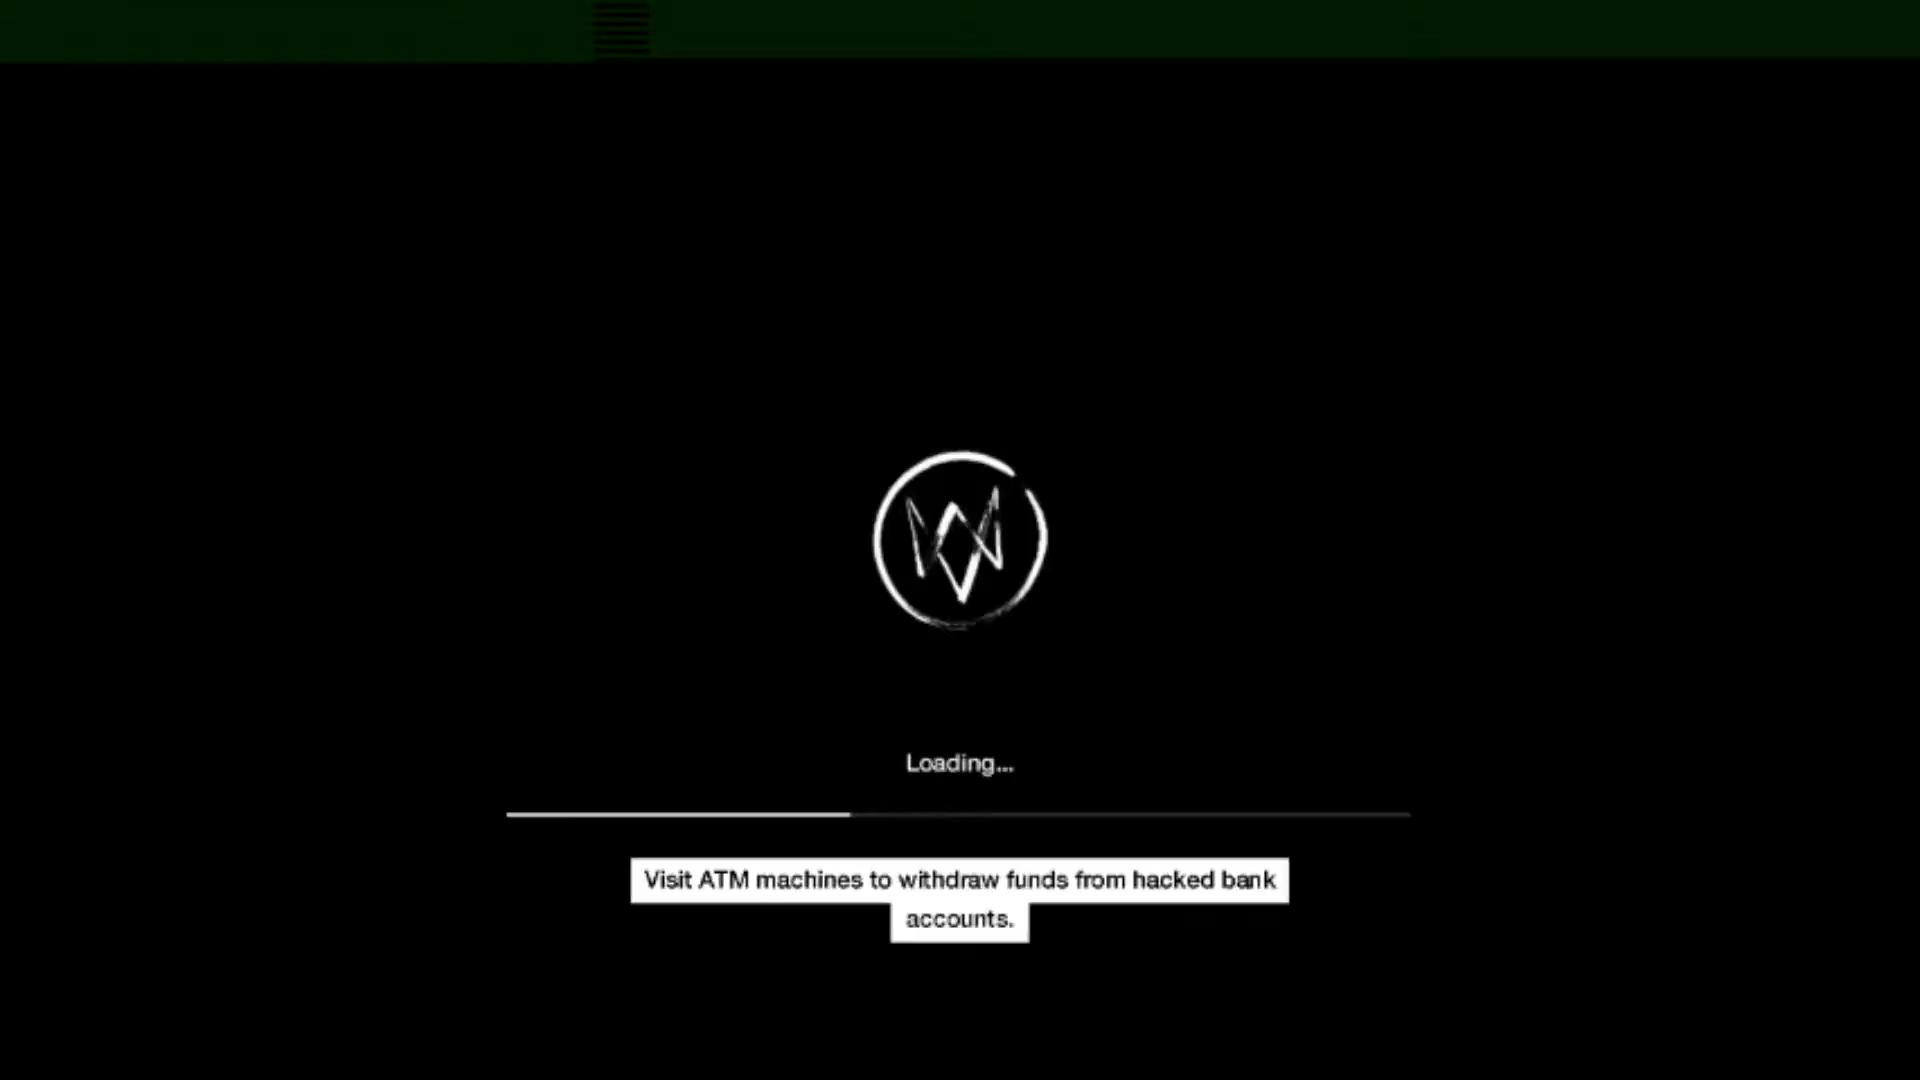 Loading...
Visit ATM machines to withdraw funds from hacked bank
accounts.